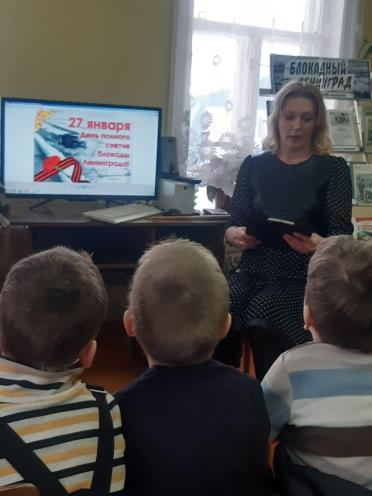 27 января
День полного
снятия
блокады
Ленинграда!
БЛОКАДНЫЙ
ЛЕНИНГРАД